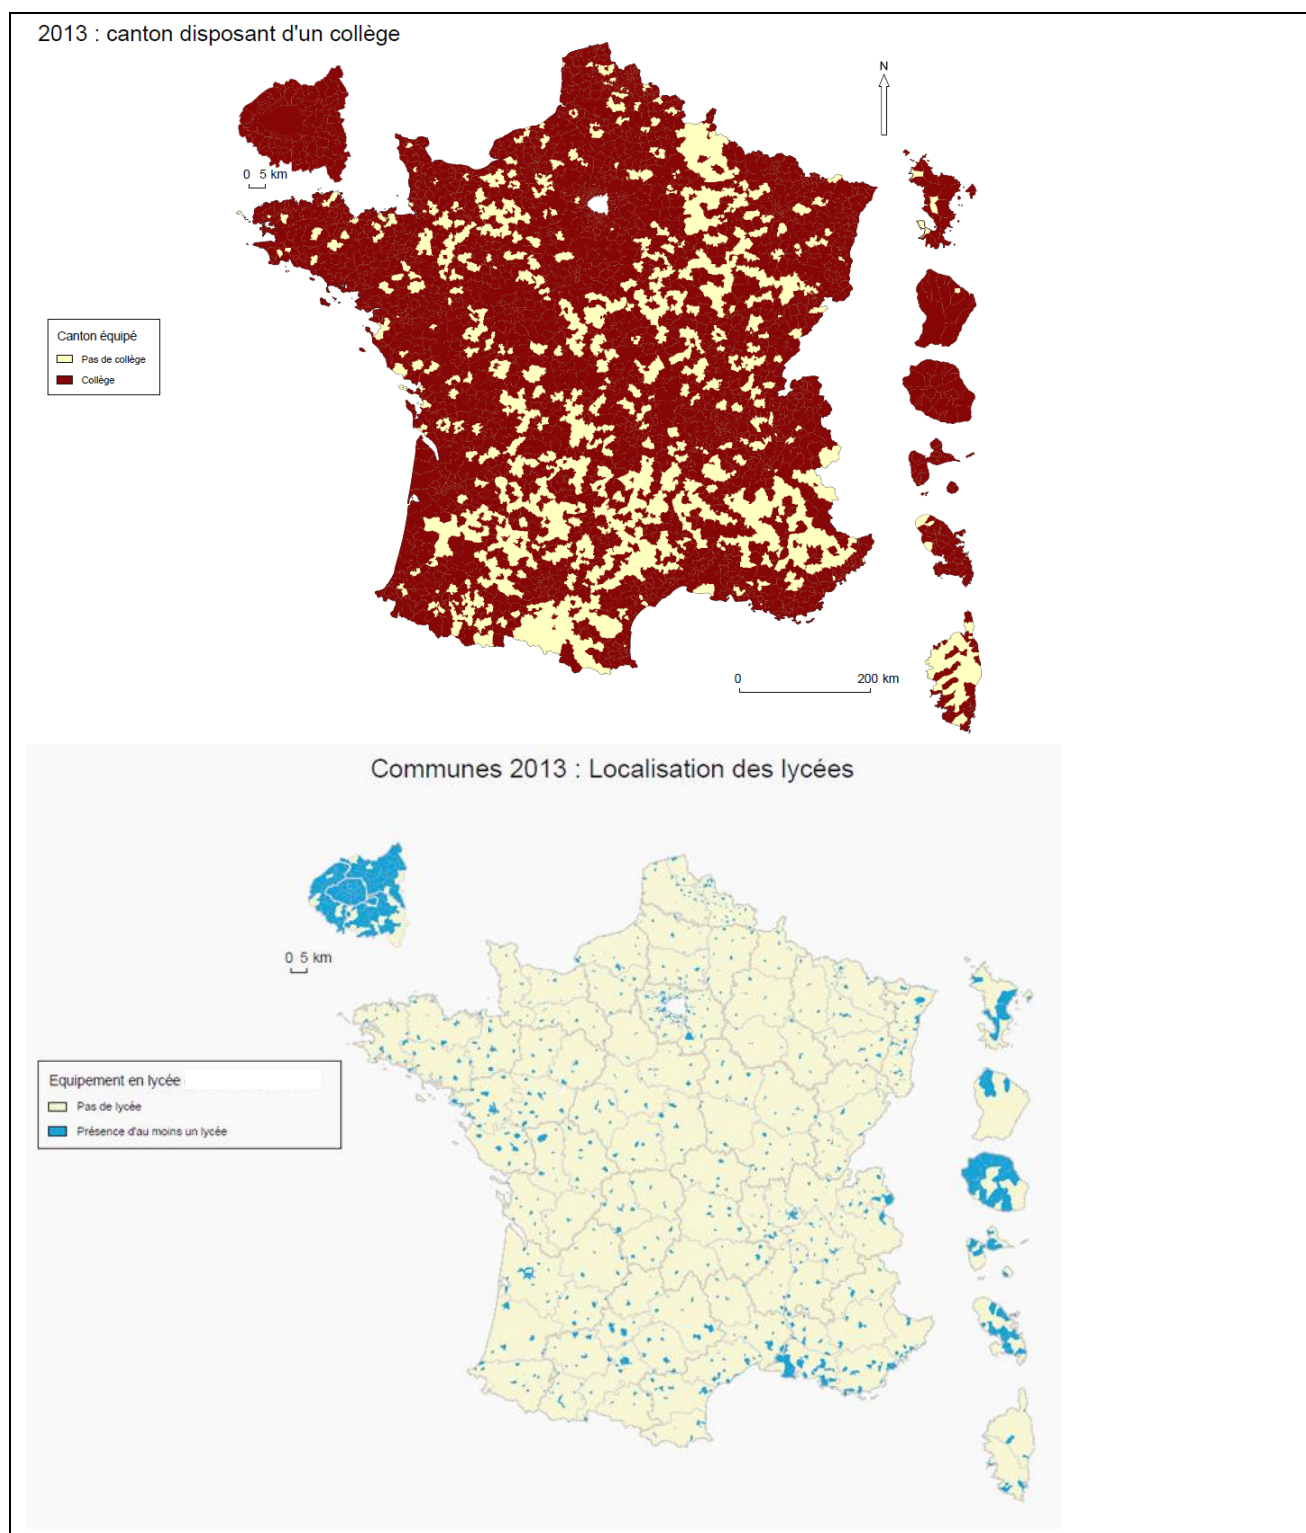 2013 : canton disposant d'un collège
N
0 5 km
Canton équipé
Pas de collège
Collège
0 200 km
Communes 2013 : Localisation des lycées
0 5 km
Equipement en lycée
Pas de lycée
Présence d'au moins un lycée